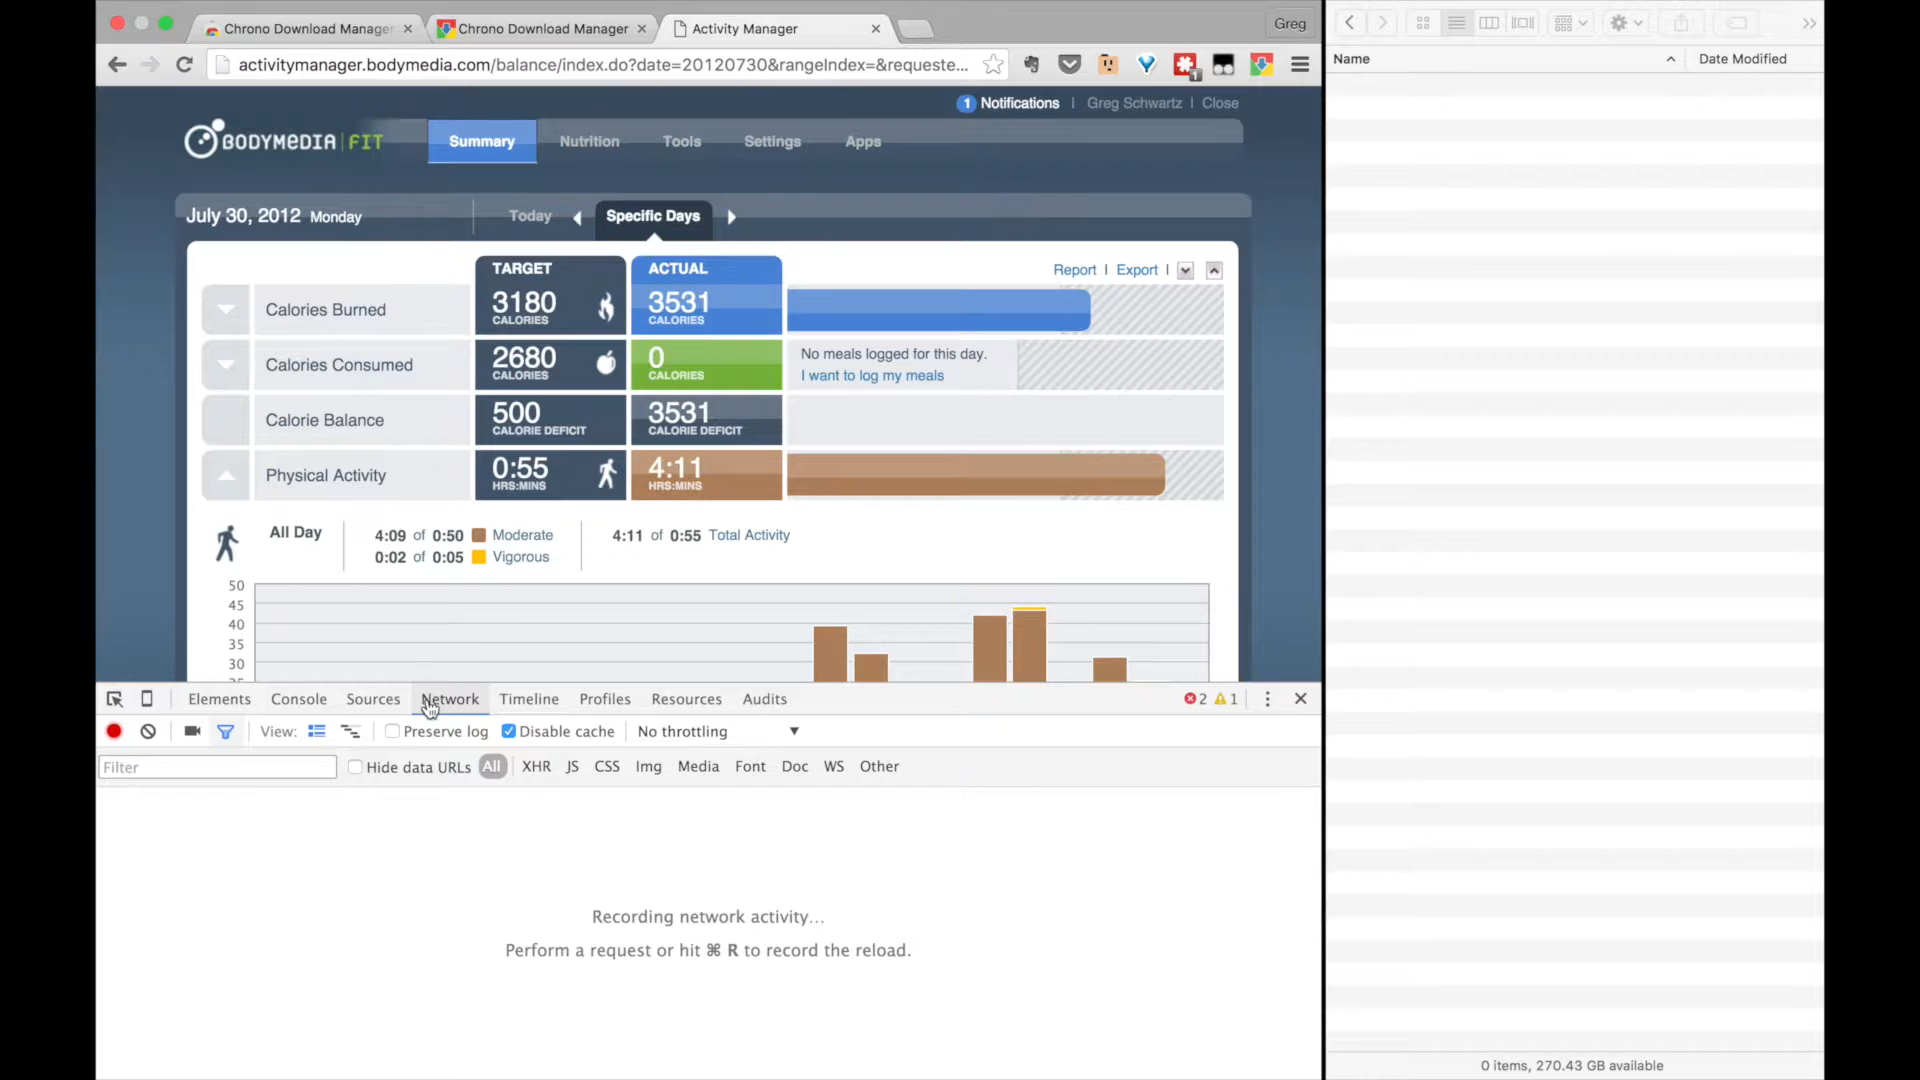 Chrono Download Manager
Chrono Download Manager
Activity Manager
Greg
activitymanager.bodymedia.com/balance/index.do?date=20120730&rangeIndex=&requeste...
1
Name
Date Modified
1 Notifications | Greg Schwartz | Close
BODYMEDIA | FIT
Summary
Nutrition
Tools
Settings
Apps
July 30, 2012 Monday
Today
Specific Days
TARGET
ACTUAL
Report | Export |
Calories Burned
3180
CALORIES
3531
CALORIES
Calories Consumed
2680
CALORIES
0
CALORIES
No meals logged for this day.
I want to log my meals
Calorie Balance
500
CALORIE DEFICIT
3531
CALORIE DEFICIT
Physical Activity
0:55
HRS:MINS
4:11
HRS:MINS
All Day
4:09 of 0:50 Moderate
0:02 of 0:05 Vigorous
4:11 of 0:55 Total Activity
50
45
40
35
30
Elements
Console
Sources
Network
Timeline
Profiles
Resources
Audits
2
1
View:
Preserve log
Disable cache
No throttling
Filter
Hide data URLs
All
XHR
JS
CSS
Img
Media
Font
Doc
WS
Other
Recording network activity...
Perform a request or hit ⌘ R to record the reload.
0 items, 270.43 GB available